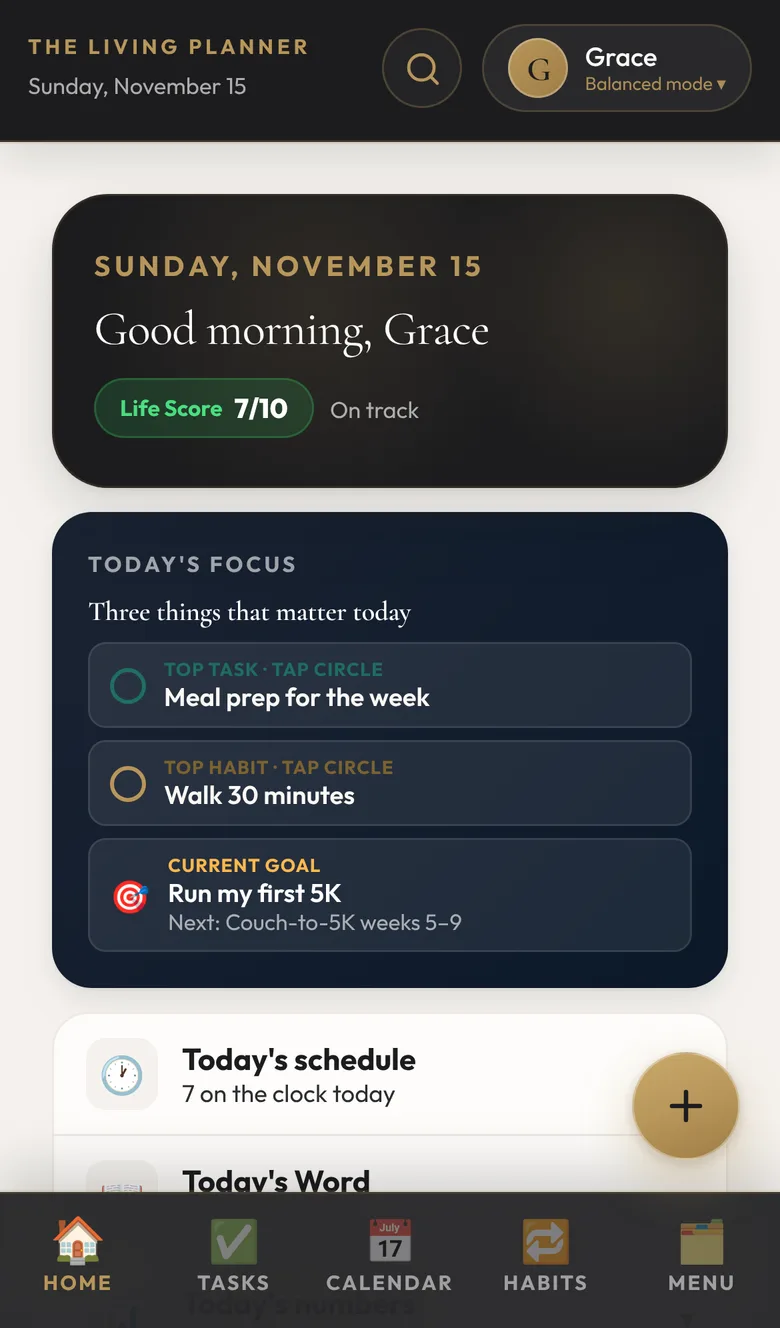 THE LIVING PLANNER
Sunday, November 15
G
Grace
Balanced mode ▾
SUNDAY, NOVEMBER 15
Good morning, Grace
Life Score 7/10
On track
TODAY'S FOCUS
Three things that matter today
TOP TASK · TAP CIRCLE
Meal prep for the week
TOP HABIT · TAP CIRCLE
Walk 30 minutes
CURRENT GOAL
Run my first 5K
Next: Couch-to-5K weeks 5–9
Today's schedule
7 on the clock today
+
Today's Word
July
17
HOME
TASKS
CALENDAR
HABITS
MENU
Today's numbers